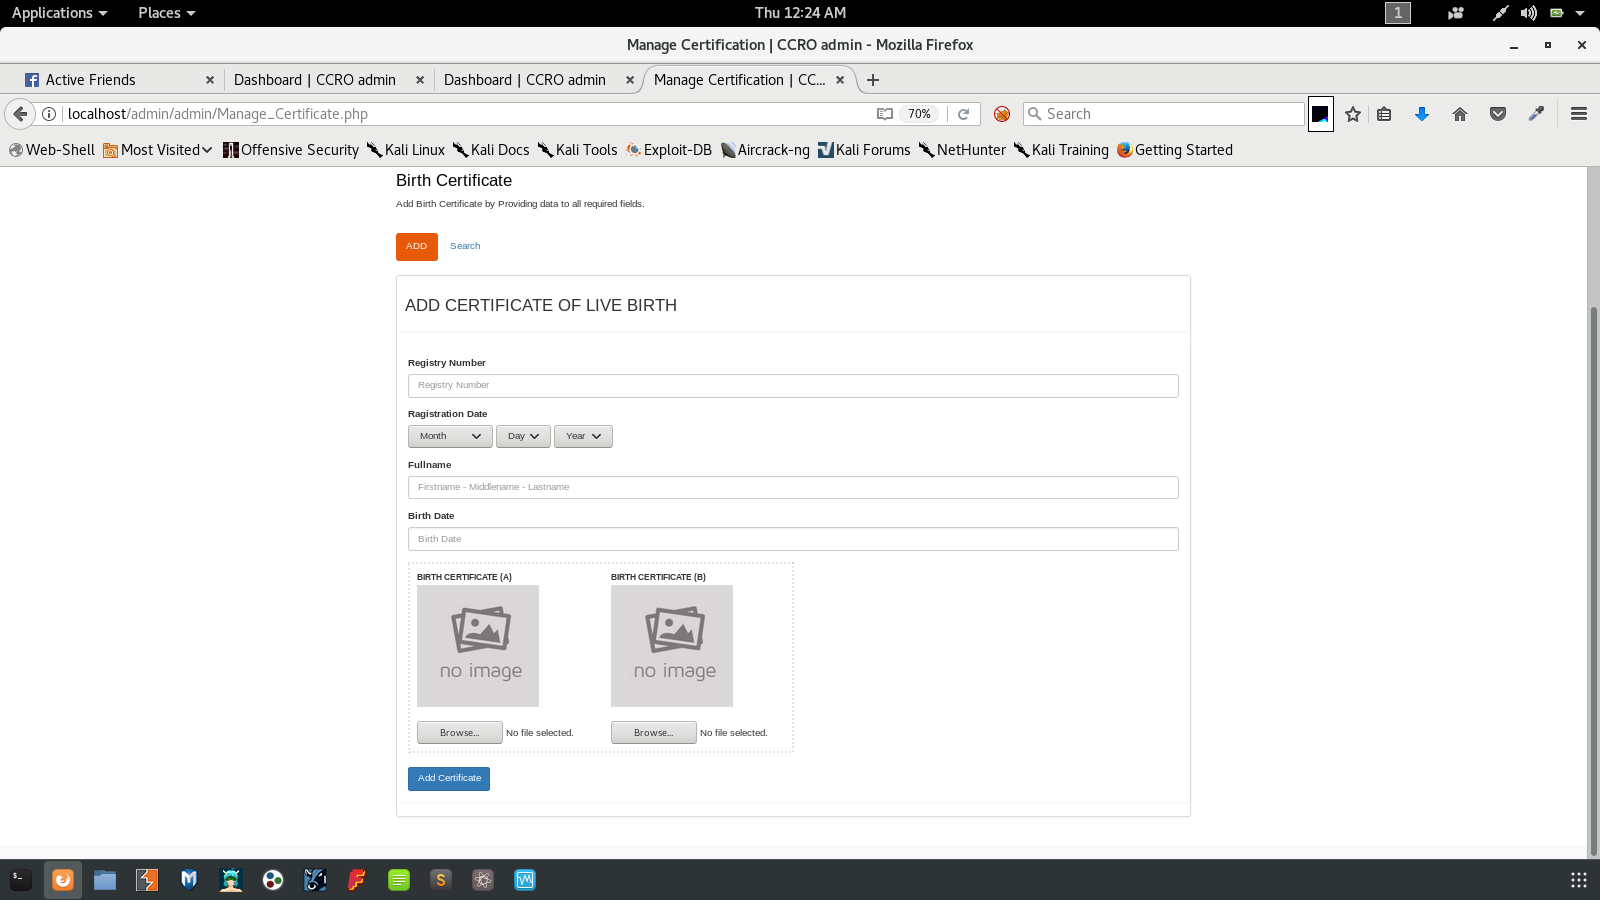 Applications Places Thu 12:24 AM 1
Manage Certification | CCRO admin - Mozilla Firefox
Active Friends Dashboard | CCRO admin Dashboard | CCRO admin Manage Certification | CC...
localhost/admin/admin/Manage_Certificate.php 70% Search
Web-Shell Most Visited Offensive Security Kali Linux Kali Docs Kali Tools Exploit-DB Aircrack-ng Kali Forums NetHunter Kali Training Getting Started
Birth Certificate
Add Birth Certificate by Providing data to all required fields.
ADD Search
ADD CERTIFICATE OF LIVE BIRTH
Registry Number
Registry Number
Ragistration Date
Month Day Year
Fullname
Firstname - Middlename - Lastname
Birth Date
Birth Date
BIRTH CERTIFICATE (A) BIRTH CERTIFICATE (B)
no image no image
Browse... No file selected. Browse... No file selected.
Add Certificate